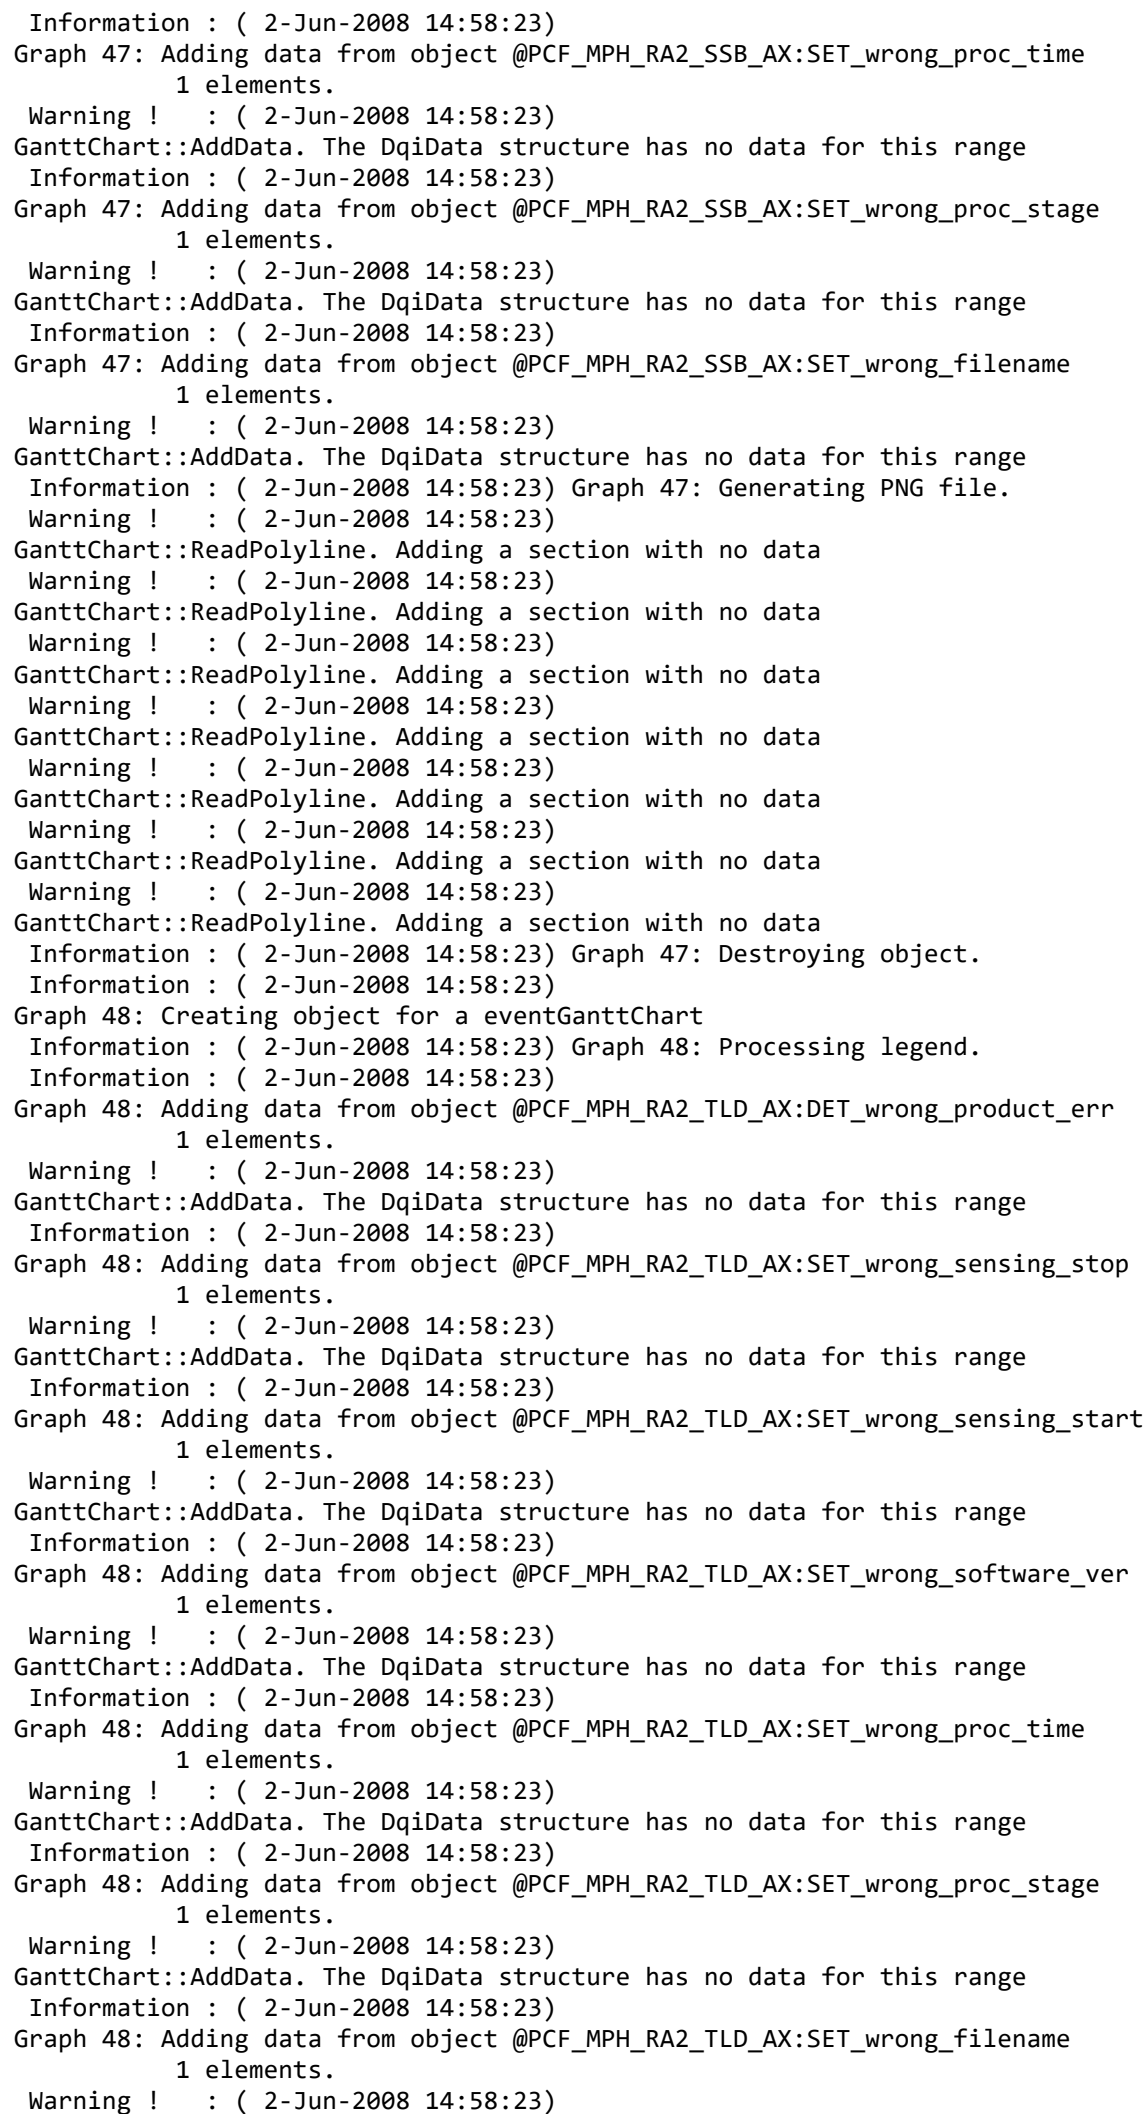 Information : ( 2-Jun-2008 14:58:23)
Graph 47: Adding data from object @PCF_MPH_RA2_SSB_AX:SET_wrong_proc_time
1 elements.
Warning !   : ( 2-Jun-2008 14:58:23)
GanttChart::AddData. The DqiData structure has no data for this range
Information : ( 2-Jun-2008 14:58:23)
Graph 47: Adding data from object @PCF_MPH_RA2_SSB_AX:SET_wrong_proc_stage
1 elements.
Warning !   : ( 2-Jun-2008 14:58:23)
GanttChart::AddData. The DqiData structure has no data for this range
Information : ( 2-Jun-2008 14:58:23)
Graph 47: Adding data from object @PCF_MPH_RA2_SSB_AX:SET_wrong_filename
1 elements.
Warning !   : ( 2-Jun-2008 14:58:23)
GanttChart::AddData. The DqiData structure has no data for this range
Information : ( 2-Jun-2008 14:58:23) Graph 47: Generating PNG file.
Warning !   : ( 2-Jun-2008 14:58:23)
GanttChart::ReadPolyline. Adding a section with no data
Warning !   : ( 2-Jun-2008 14:58:23)
GanttChart::ReadPolyline. Adding a section with no data
Warning !   : ( 2-Jun-2008 14:58:23)
GanttChart::ReadPolyline. Adding a section with no data
Warning !   : ( 2-Jun-2008 14:58:23)
GanttChart::ReadPolyline. Adding a section with no data
Warning !   : ( 2-Jun-2008 14:58:23)
GanttChart::ReadPolyline. Adding a section with no data
Warning !   : ( 2-Jun-2008 14:58:23)
GanttChart::ReadPolyline. Adding a section with no data
Warning !   : ( 2-Jun-2008 14:58:23)
GanttChart::ReadPolyline. Adding a section with no data
Information : ( 2-Jun-2008 14:58:23) Graph 47: Destroying object.
Information : ( 2-Jun-2008 14:58:23)
Graph 48: Creating object for a eventGanttChart
Information : ( 2-Jun-2008 14:58:23) Graph 48: Processing legend.
Information : ( 2-Jun-2008 14:58:23)
Graph 48: Adding data from object @PCF_MPH_RA2_TLD_AX:DET_wrong_product_err
1 elements.
Warning !   : ( 2-Jun-2008 14:58:23)
GanttChart::AddData. The DqiData structure has no data for this range
Information : ( 2-Jun-2008 14:58:23)
Graph 48: Adding data from object @PCF_MPH_RA2_TLD_AX:SET_wrong_sensing_stop
1 elements.
Warning !   : ( 2-Jun-2008 14:58:23)
GanttChart::AddData. The DqiData structure has no data for this range
Information : ( 2-Jun-2008 14:58:23)
Graph 48: Adding data from object @PCF_MPH_RA2_TLD_AX:SET_wrong_sensing_start
1 elements.
Warning !   : ( 2-Jun-2008 14:58:23)
GanttChart::AddData. The DqiData structure has no data for this range
Information : ( 2-Jun-2008 14:58:23)
Graph 48: Adding data from object @PCF_MPH_RA2_TLD_AX:SET_wrong_software_ver
1 elements.
Warning !   : ( 2-Jun-2008 14:58:23)
GanttChart::AddData. The DqiData structure has no data for this range
Information : ( 2-Jun-2008 14:58:23)
Graph 48: Adding data from object @PCF_MPH_RA2_TLD_AX:SET_wrong_proc_time
1 elements.
Warning !   : ( 2-Jun-2008 14:58:23)
GanttChart::AddData. The DqiData structure has no data for this range
Information : ( 2-Jun-2008 14:58:23)
Graph 48: Adding data from object @PCF_MPH_RA2_TLD_AX:SET_wrong_proc_stage
1 elements.
Warning !   : ( 2-Jun-2008 14:58:23)
GanttChart::AddData. The DqiData structure has no data for this range
Information : ( 2-Jun-2008 14:58:23)
Graph 48: Adding data from object @PCF_MPH_RA2_TLD_AX:SET_wrong_filename
1 elements.
Warning !   : ( 2-Jun-2008 14:58:23)